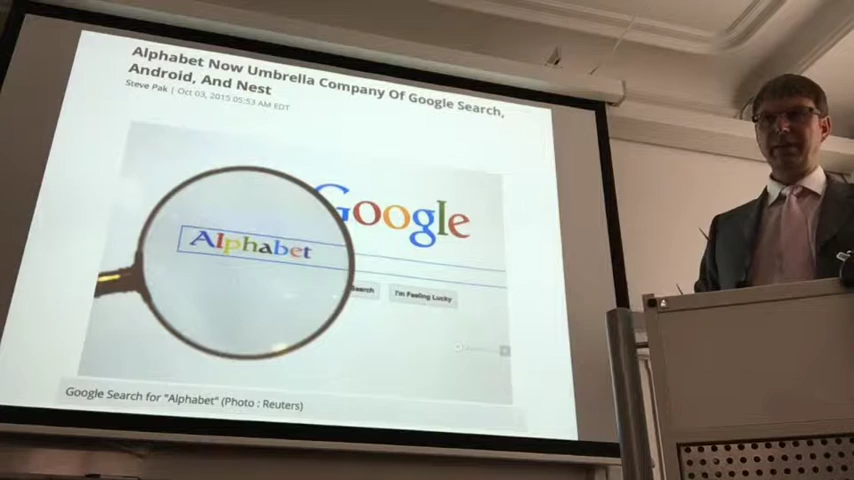 Alphabet Now Umbrella Company Of Google Search,
Android, And Nest
Steve Pak | Oct 03, 2015 05:53 AM EDT
Google
Alphabet
Search
I'm Feeling Lucky
Google Search for "Alphabet" (Photo : Reuters)